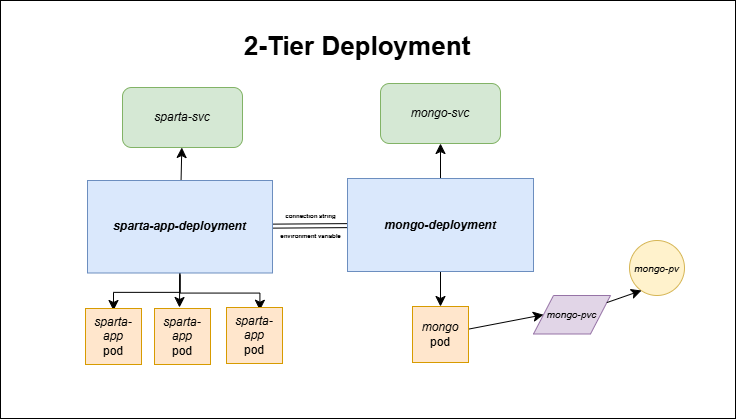 2-Tier Deployment
sparta-svc
mongo-svc
sparta-app-deployment
connection string
environment variable
mongo-deployment
sparta-
app
pod
sparta-
app
pod
sparta-
app
pod
mongo
pod
mongo-pvc
mongo-pv